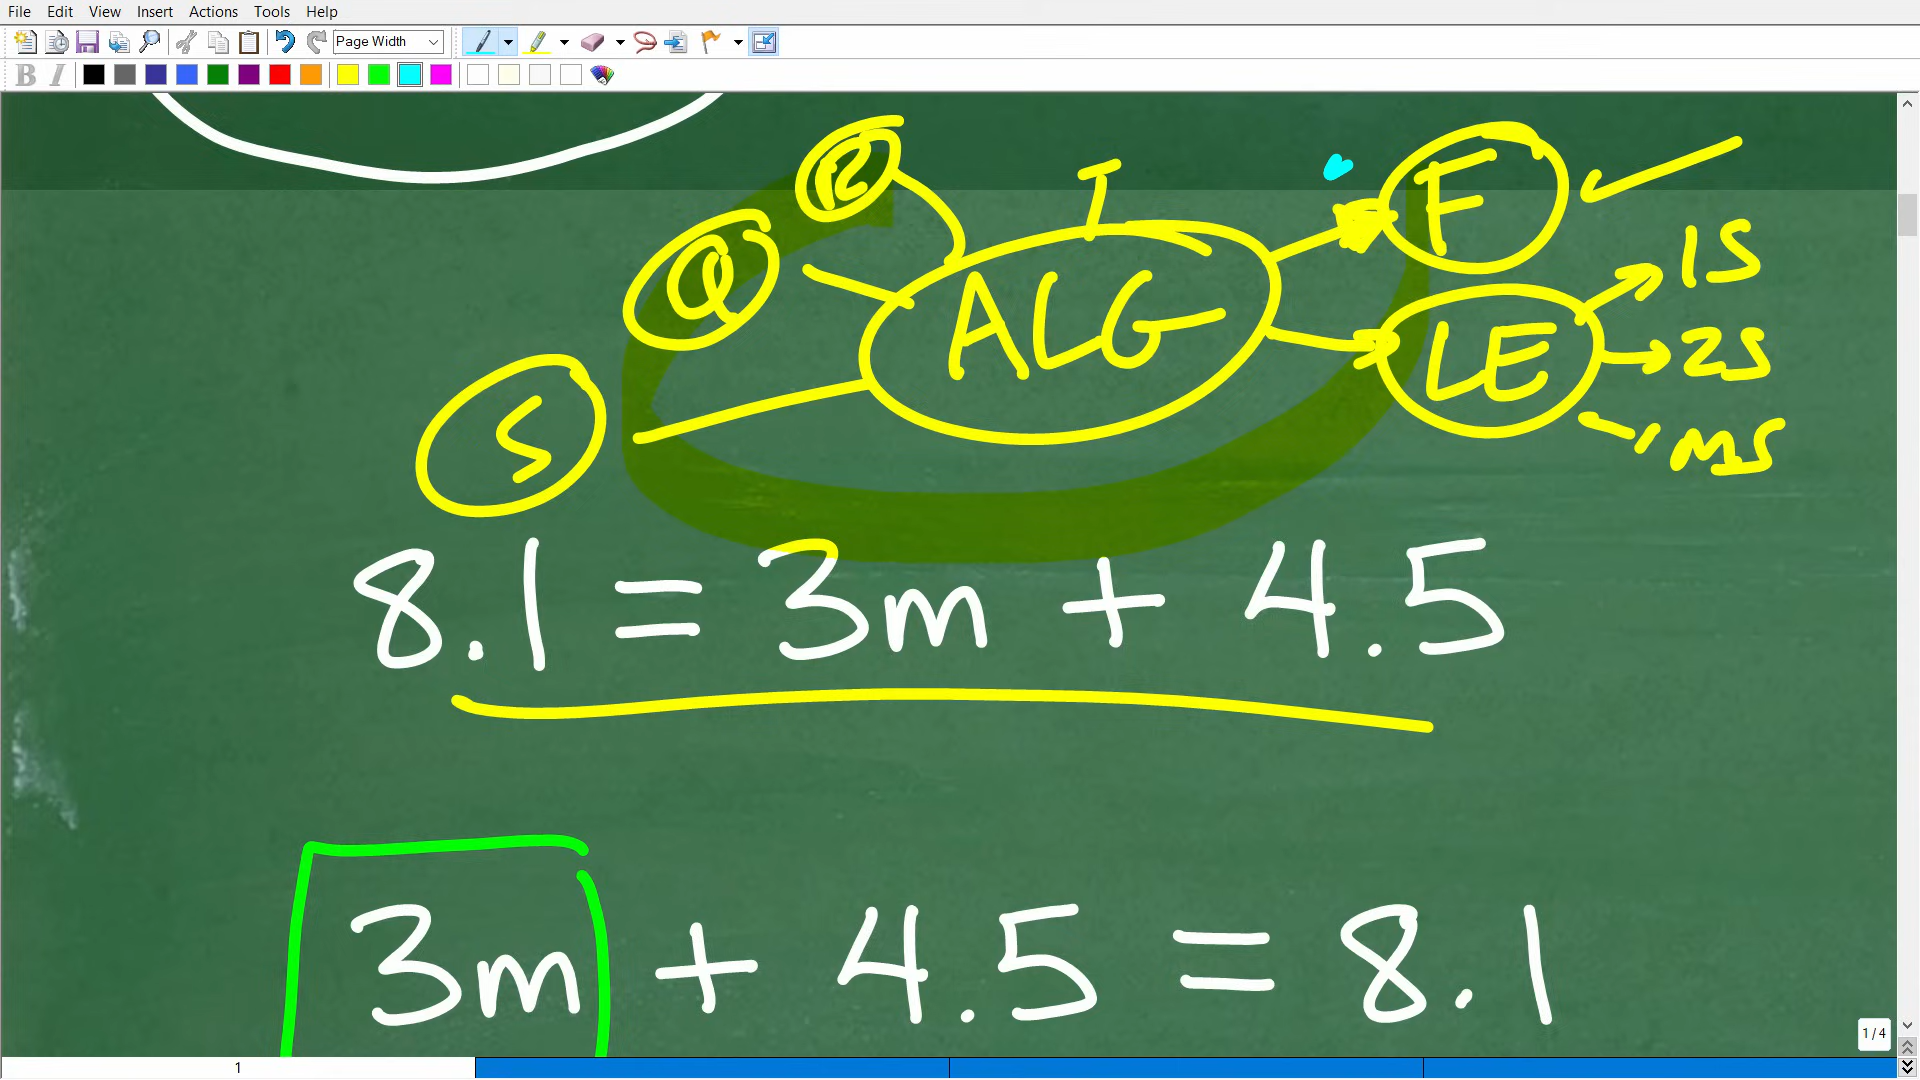 File Edit View Insert Actions Tools Help
Page Width
B I
R I F
Q ALG 1S
S LE 2S
MS
8.1 = 3m + 4.5
3m + 4.5 = 8.1
1 / 4
1